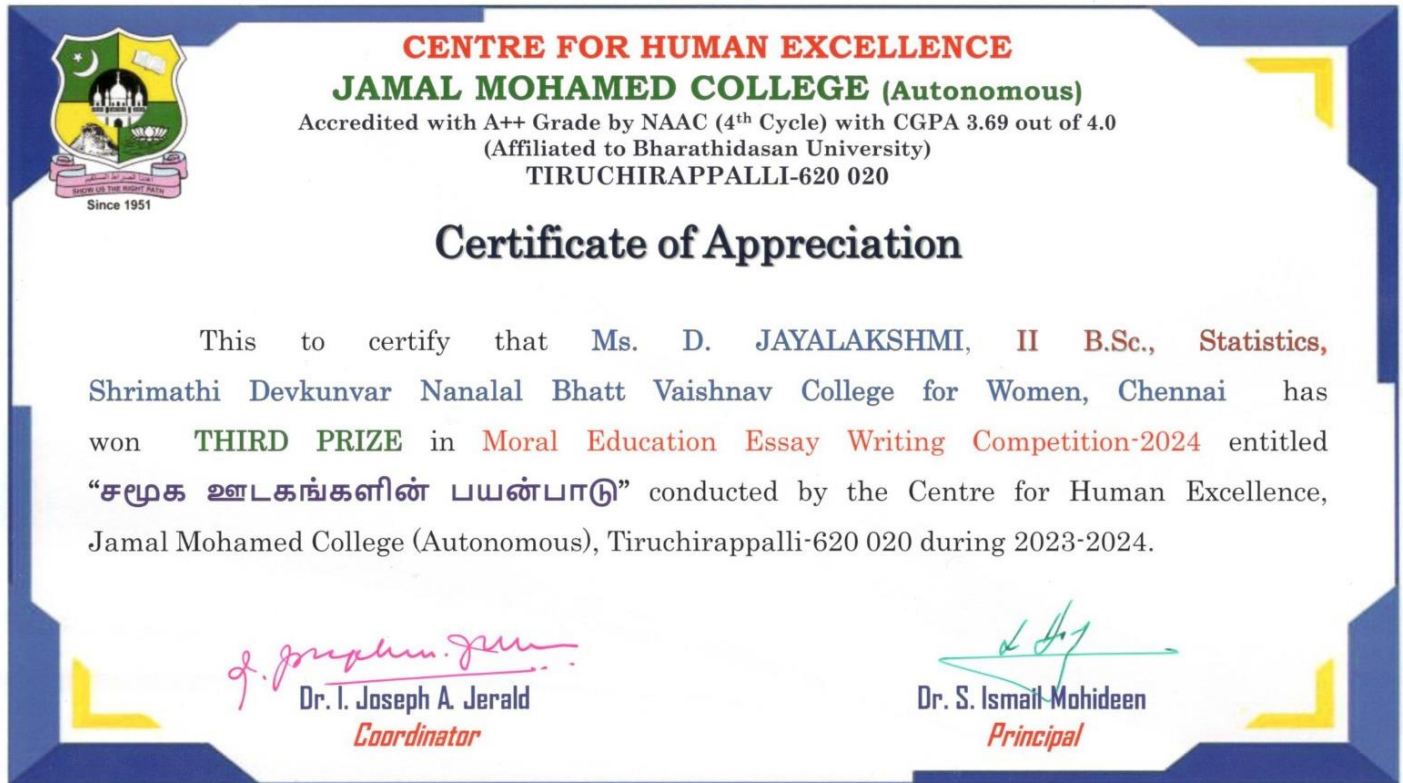 CENTRE FOR HUMAN EXCELLENCE
JAMAL MOHAMED COLLEGE (Autonomous)
Accredited with A++ Grade by NAAC (4th Cycle) with CGPA 3.69 out of 4.0
(Affiliated to Bharathidasan University)
TIRUCHIRAPPALLI-620 020
SHOW US THE RIGHT PATH
Since 1951
Certificate of Appreciation
This to certify that Ms. D. JAYALAKSHMI, II B.Sc., Statistics,
Shrimathi Devkunvar Nanalal Bhatt Vaishnav College for Women, Chennai has
won THIRD PRIZE in Moral Education Essay Writing Competition-2024 entitled
“சமூக ஊடகங்களின் பயன்பாடு” conducted by the Centre for Human Excellence,
Jamal Mohamed College (Autonomous), Tiruchirappalli-620 020 during 2023-2024.
Dr. I. Joseph A. Jerald
Coordinator
Dr. S. Ismail Mohideen
Principal